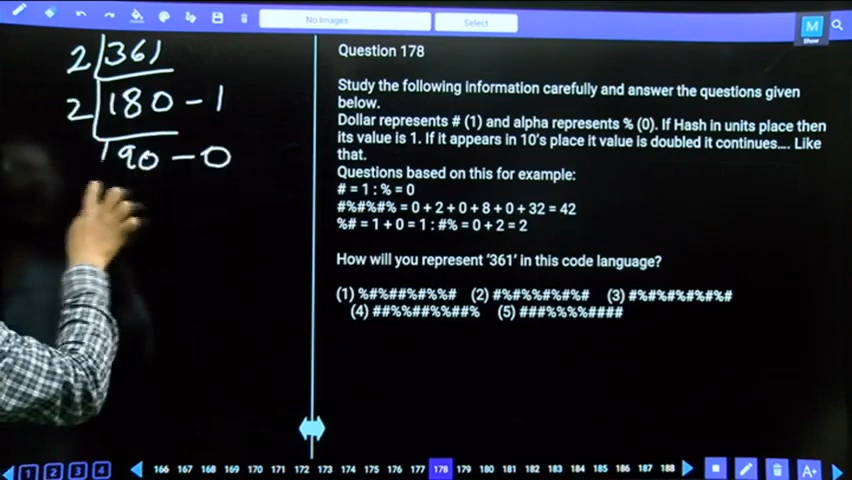 No Images
Select
M
Show
2 361
2 180 - 1
90 - 0
Question 178
Study the following information carefully and answer the questions given
below.
Dollar represents # (1) and alpha represents % (0). If Hash in units place then
its value is 1. If it appears in 10's place it value is doubled it continues.... Like
that.
Questions based on this for example:
# = 1 : % = 0
#%#%#% = 0 + 2 + 0 + 8 + 0 + 32 = 42
%# = 1 + 0 = 1 : #% = 0 + 2 = 2
How will you represent '361' in this code language?
(1) %#%##%#%%# (2) #%#%%#%#%# (3) #%#%#%#%#%#
(4) ##%%##%%##% (5) ###%%%%####
1 2 3 4 166 167 168 169 170 171 172 173 174 175 176 177 178 179 180 181 182 183 184 185 186 187 188 A+